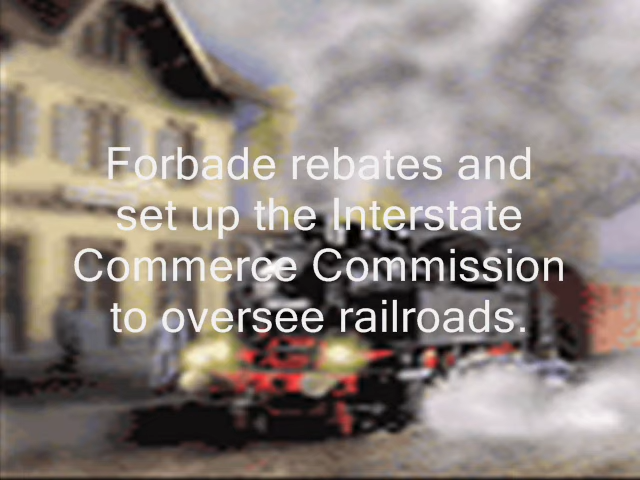 Forbade rebates and
set up the Interstate
Commerce Commission
to oversee railroads.